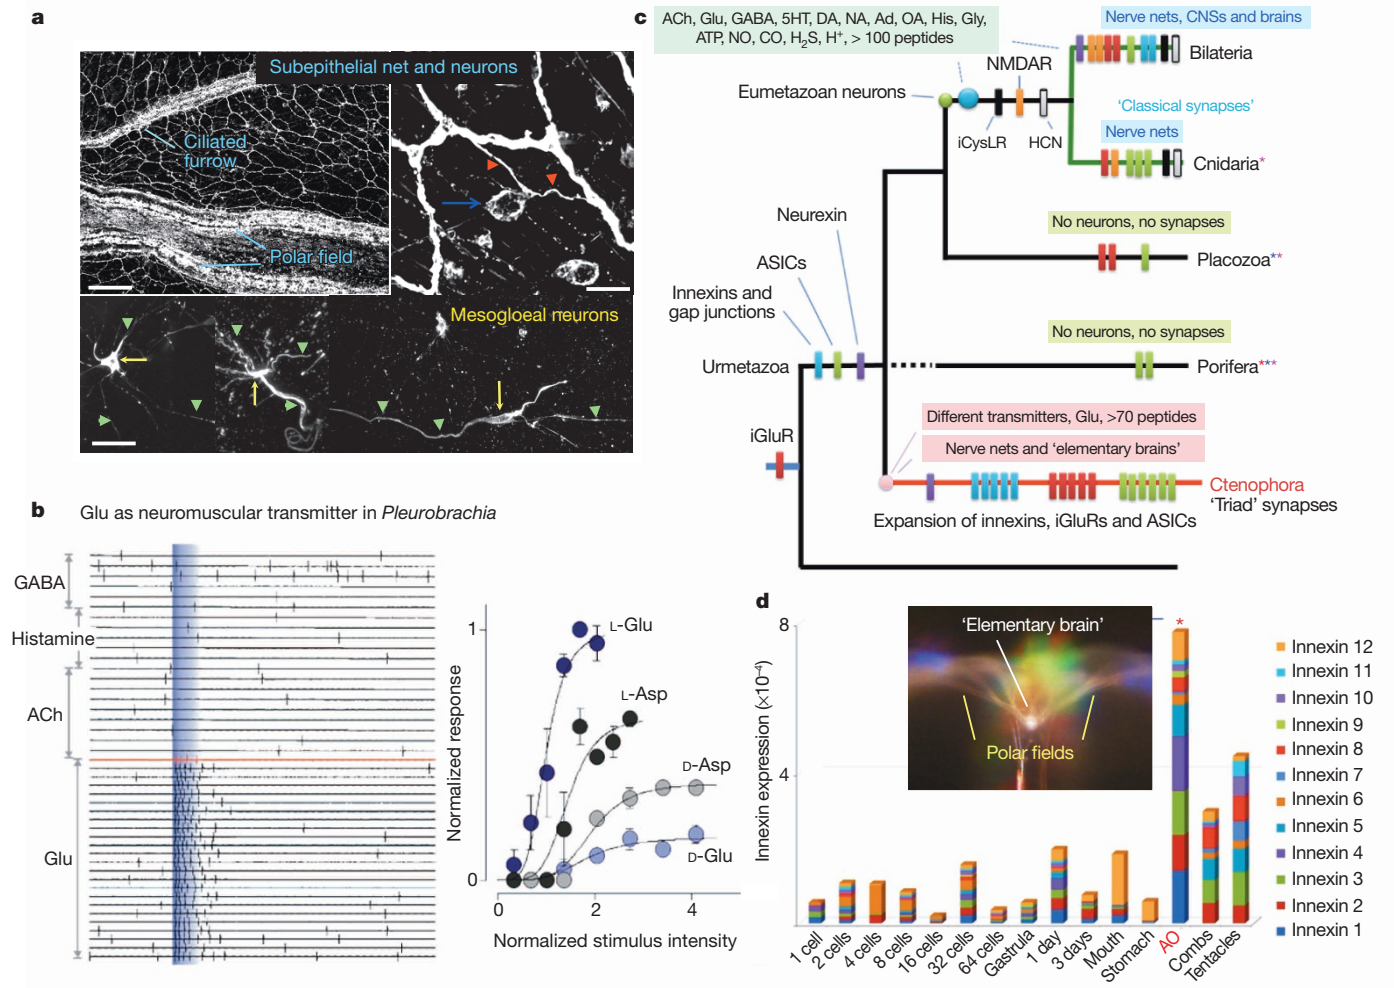 a
Subepithelial net and neurons
Ciliated
furrow
Polar field
Mesogloeal neurons
b
Glu as neuromuscular transmitter in Pleurobrachia
GABA
Histamine
ACh
Glu
Normalized response
1
0
L-Glu
L-Asp
D-Asp
D-Glu
0
2
4
Normalized stimulus intensity
c
ACh, Glu, GABA, 5HT, DA, NA, Ad, OA, His, Gly,
ATP, NO, CO, H₂S, H⁺, > 100 peptides
Nerve nets, CNSs and brains
Bilateria
NMDAR
Eumetazoan neurons
'Classical synapses'
iCysLR
HCN
Nerve nets
Cnidaria*
Neurexin
No neurons, no synapses
ASICs
Placozoa**
Innexins and
gap junctions
No neurons, no synapses
Urmetazoa
Porifera***
Different transmitters, Glu, >70 peptides
iGluR
Nerve nets and 'elementary brains'
Ctenophora
'Triad' synapses
Expansion of innexins, iGluRs and ASICs
d
Innexin expression (×10⁻⁴)
8
4
'Elementary brain'
Polar fields
*
1 cell
2 cells
4 cells
8 cells
16 cells
32 cells
64 cells
Gastrula
1 day
3 days
Mouth
Stomach
AO
Combs
Tentacles
Innexin 12
Innexin 11
Innexin 10
Innexin 9
Innexin 8
Innexin 7
Innexin 6
Innexin 5
Innexin 4
Innexin 3
Innexin 2
Innexin 1